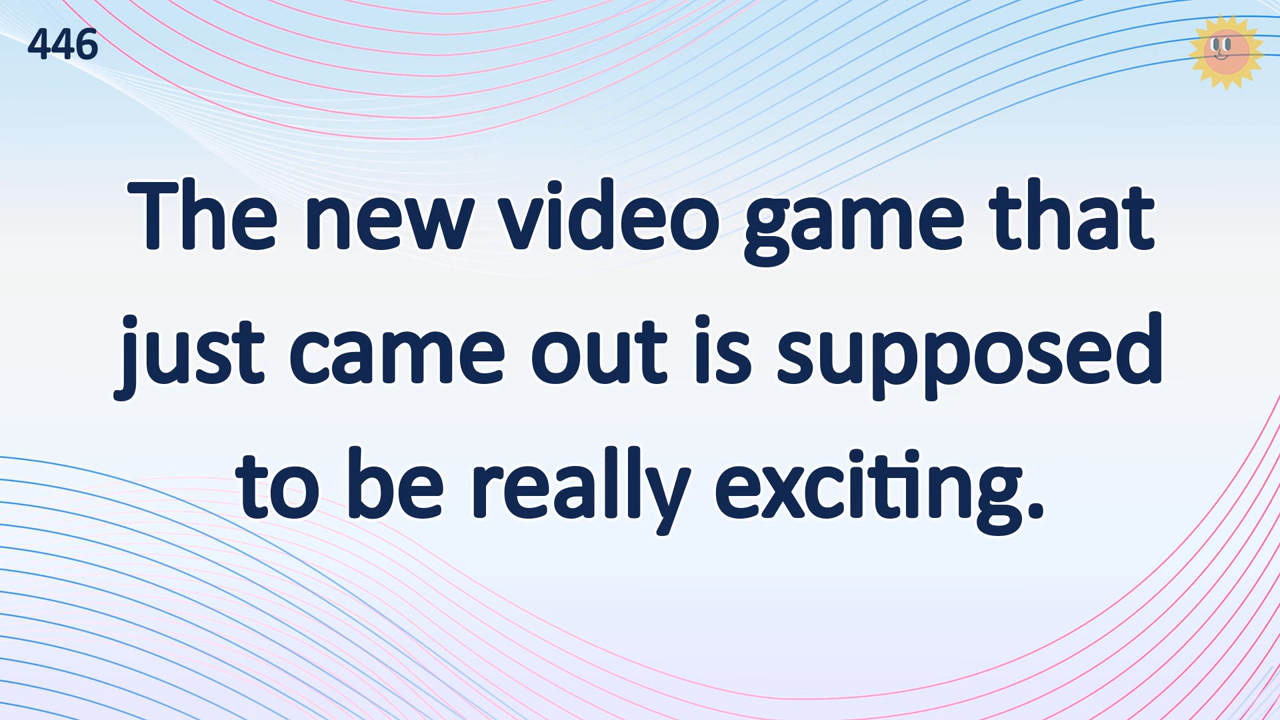 446
The new video game that
just came out is supposed
to be really exciting.